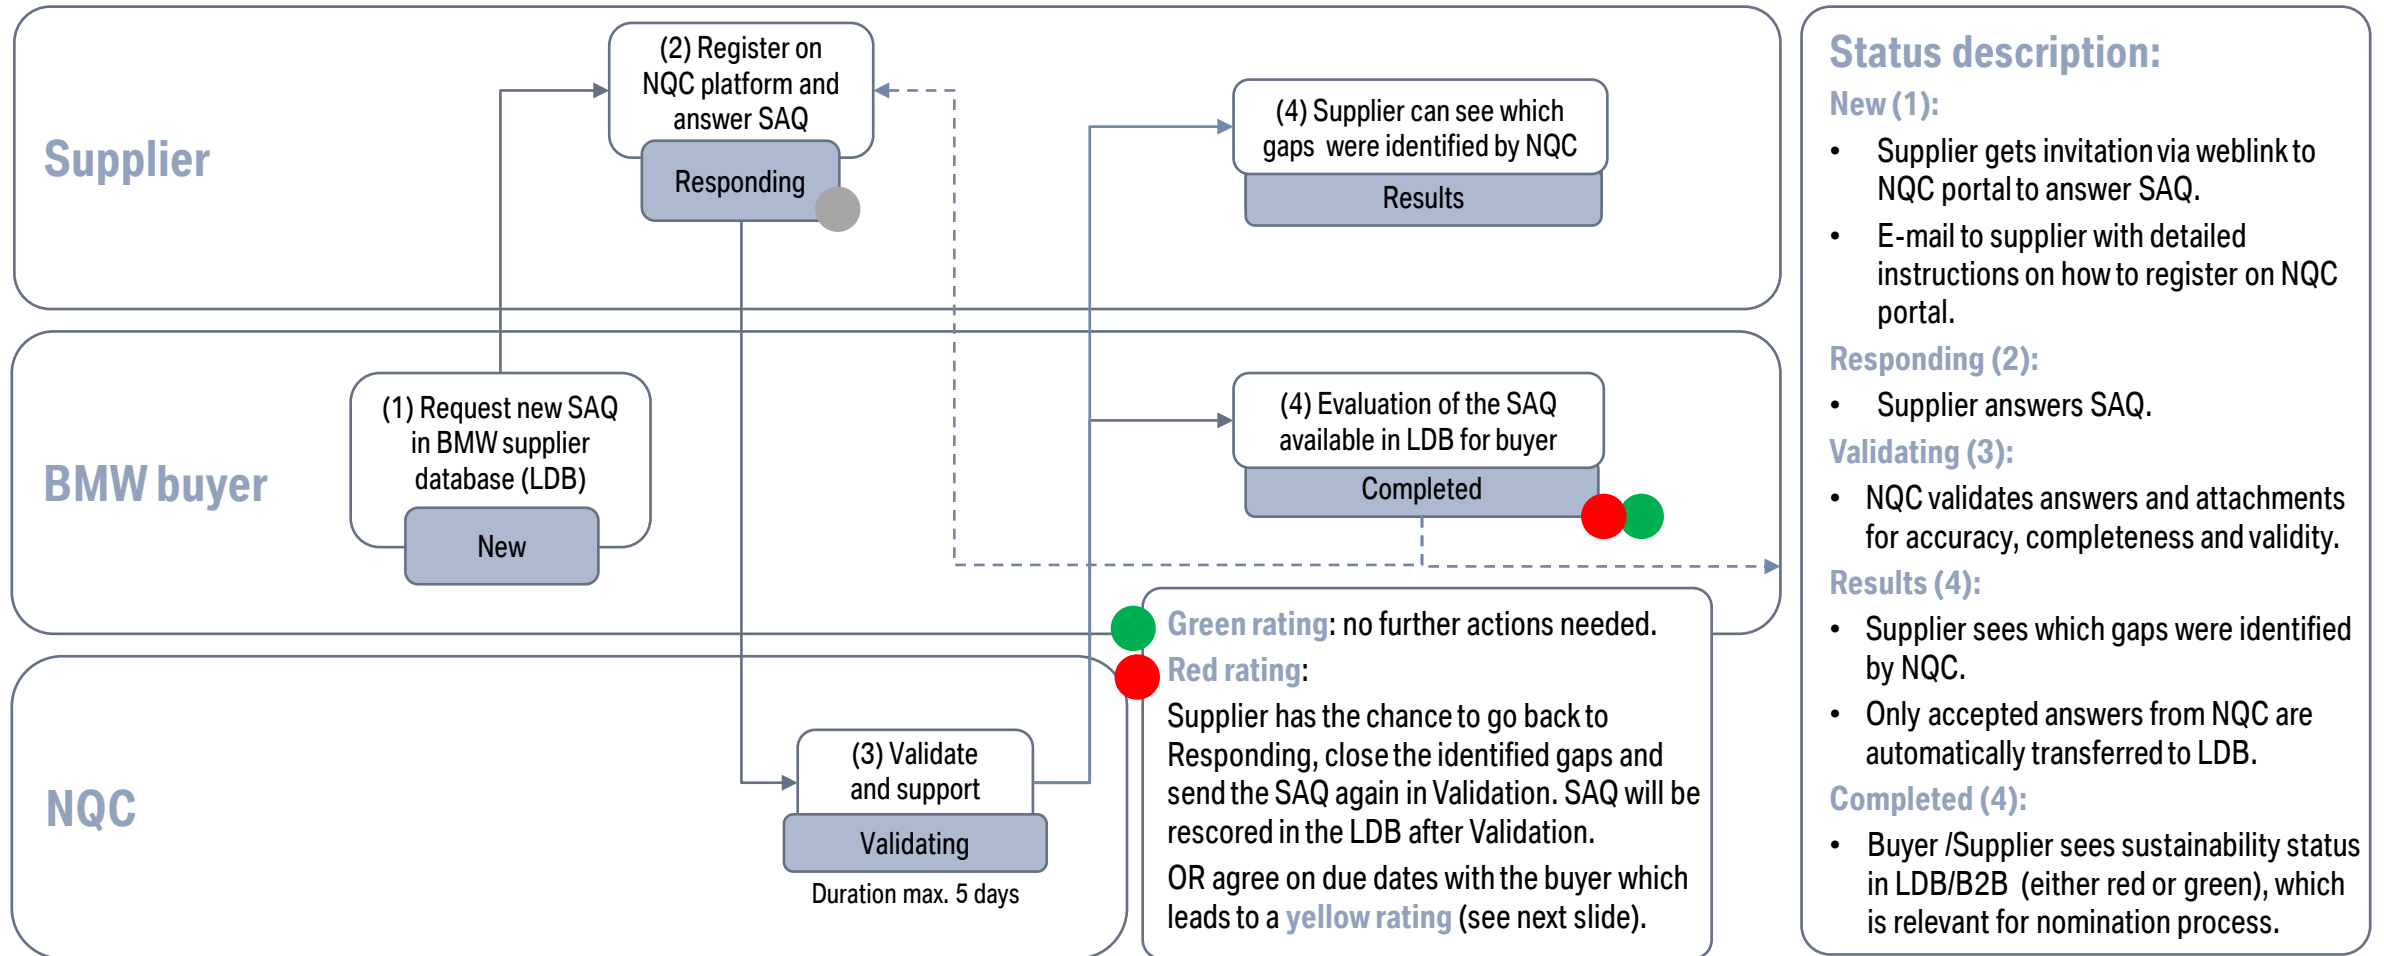 Supplier
(2) Register on
NQC platform and
answer SAQ
Responding
(4) Supplier can see which
gaps were identified by NQC
Results
BMW buyer
(1) Request new SAQ
in BMW supplier
database (LDB)
New
(4) Evaluation of the SAQ
available in LDB for buyer
Completed
NQC
(3) Validate
and support
Validating
Duration max. 5 days
Green rating: no further actions needed.
Red rating:
Supplier has the chance to go back to
Responding, close the identified gaps and
send the SAQ again in Validation. SAQ will be
rescored in the LDB after Validation.
OR agree on due dates with the buyer which
leads to a yellow rating (see next slide).
Status description:
New (1):
• Supplier gets invitation via weblink to
NQC portal to answer SAQ.
• E-mail to supplier with detailed
instructions on how to register on NQC
portal.
Responding (2):
• Supplier answers SAQ.
Validating (3):
• NQC validates answers and attachments
for accuracy, completeness and validity.
Results (4):
• Supplier sees which gaps were identified
by NQC.
• Only accepted answers from NQC are
automatically transferred to LDB.
Completed (4):
• Buyer /Supplier sees sustainability status
in LDB/B2B (either red or green), which
is relevant for nomination process.